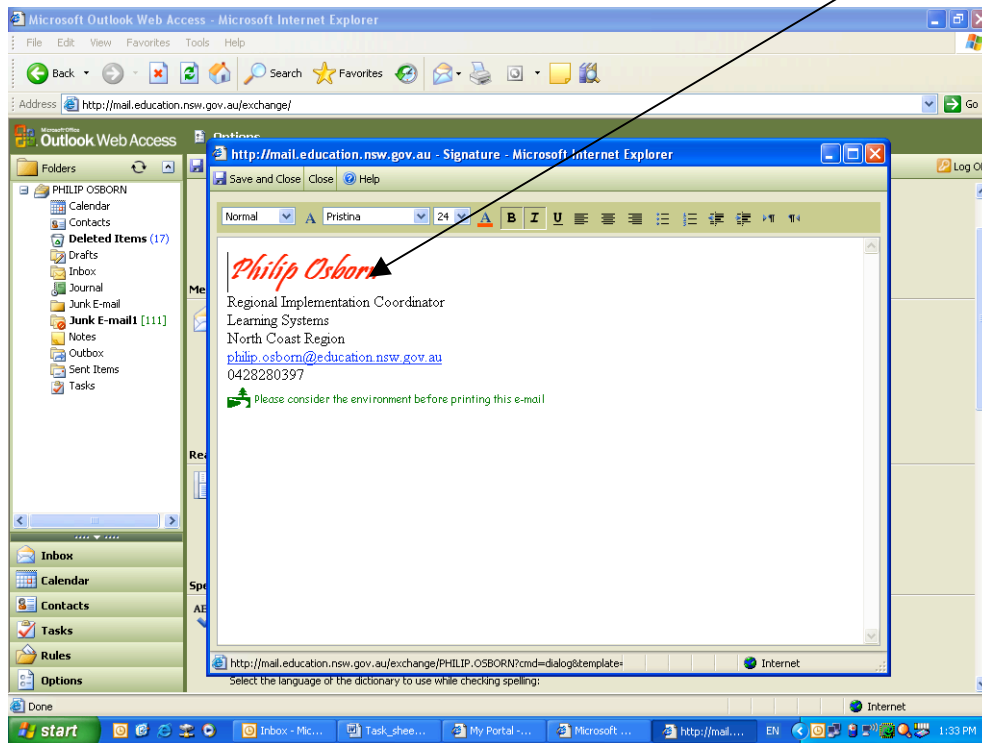 Microsoft Outlook Web Access - Microsoft Internet Explorer
File Edit View Favorites Tools Help
Back Search Favorites
Address http://mail.education.nsw.gov.au/exchange/ Go
Microsoft Office
Outlook Web Access Options
Folders Log
PHILIP OSBORN
Calendar
Contacts
Deleted Items (17)
Drafts
Inbox
Journal
Junk E-mail
Junk E-mail1 [111]
Notes
Outbox
Sent Items
Tasks
Inbox
Calendar
Contacts
Tasks
Rules
Options
http://mail.education.nsw.gov.au - Signature - Microsoft Internet Explorer
Save and Close Close Help
Normal A Pristina 24 A B I U
Philip Osborn
Regional Implementation Coordinator
Learning Systems
North Coast Region
philip.osborn@education.nsw.gov.au
0428280397
Please consider the environment before printing this e-mail
http://mail.education.nsw.gov.au/exchange/PHILIP.OSBORN?cmd=dialog&template= Internet
Select the language of the dictionary to use while checking spelling:
Done Internet
start Inbox - Mic... Task_shee... My Portal -... Microsoft ... http://mail.... EN 1:33 PM